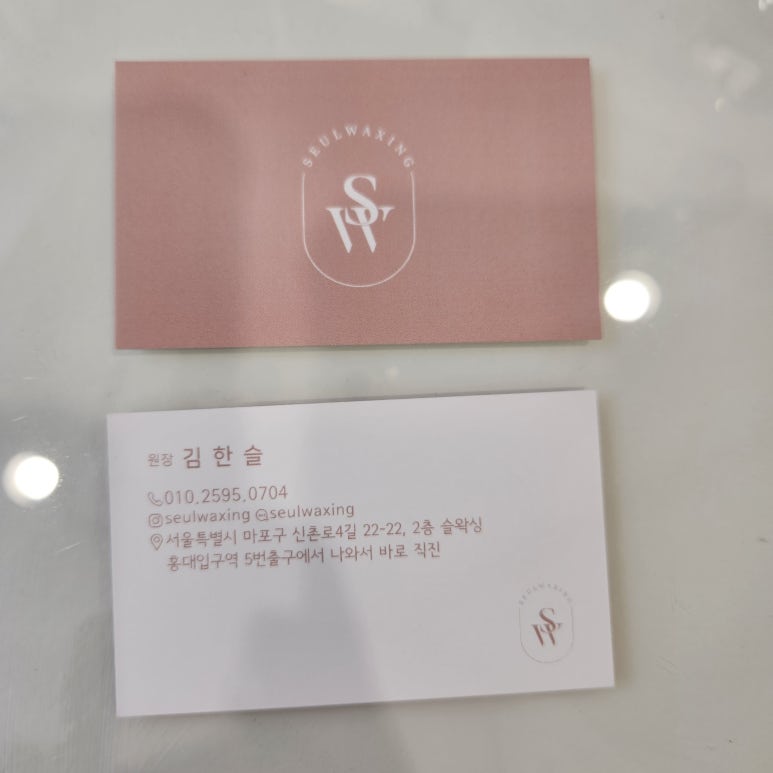 SEULWAXING
SW
원장 김한슬
010.2595.0704
seulwaxing seulwaxing
서울특별시 마포구 신촌로4길 22-22, 2층 슬왁싱
홍대입구역 5번출구에서 나와서 바로 직진
SEULWAXING
SW